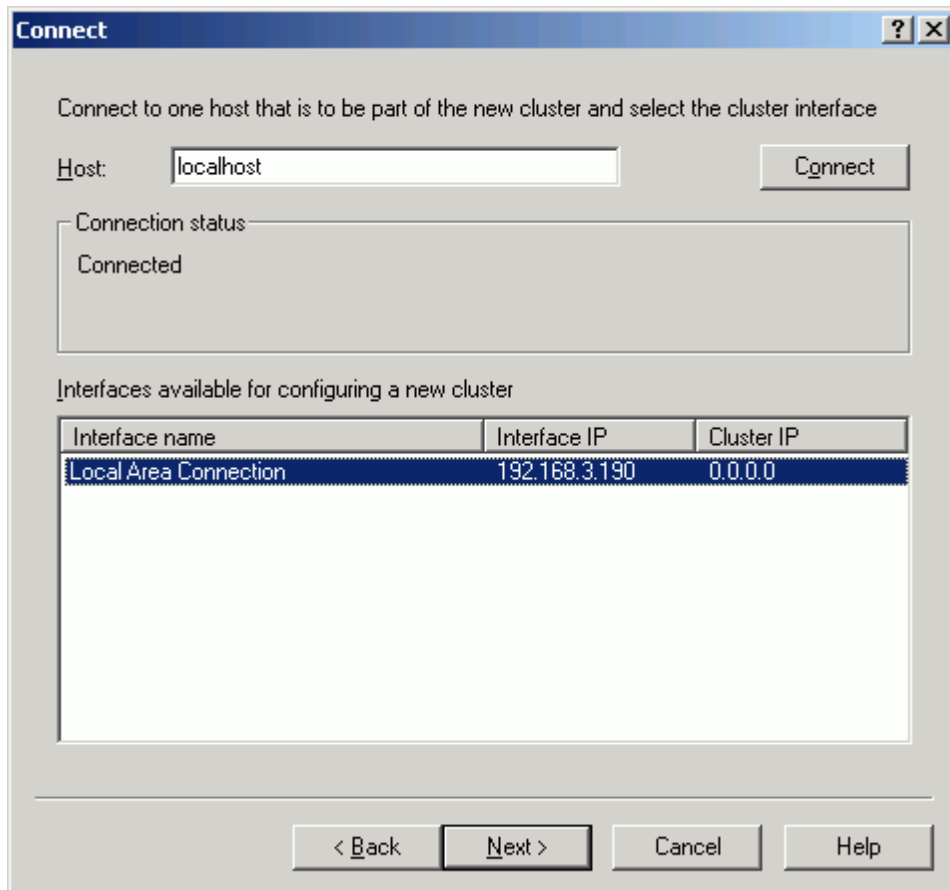 Connect
Connect to one host that is to be part of the new cluster and select the cluster interface
Host: localhost Connect
Connection status
Connected
Interfaces available for configuring a new cluster
Interface name Interface IP Cluster IP
Local Area Connection 192.168.3.190 0.0.0.0
< Back Next > Cancel Help